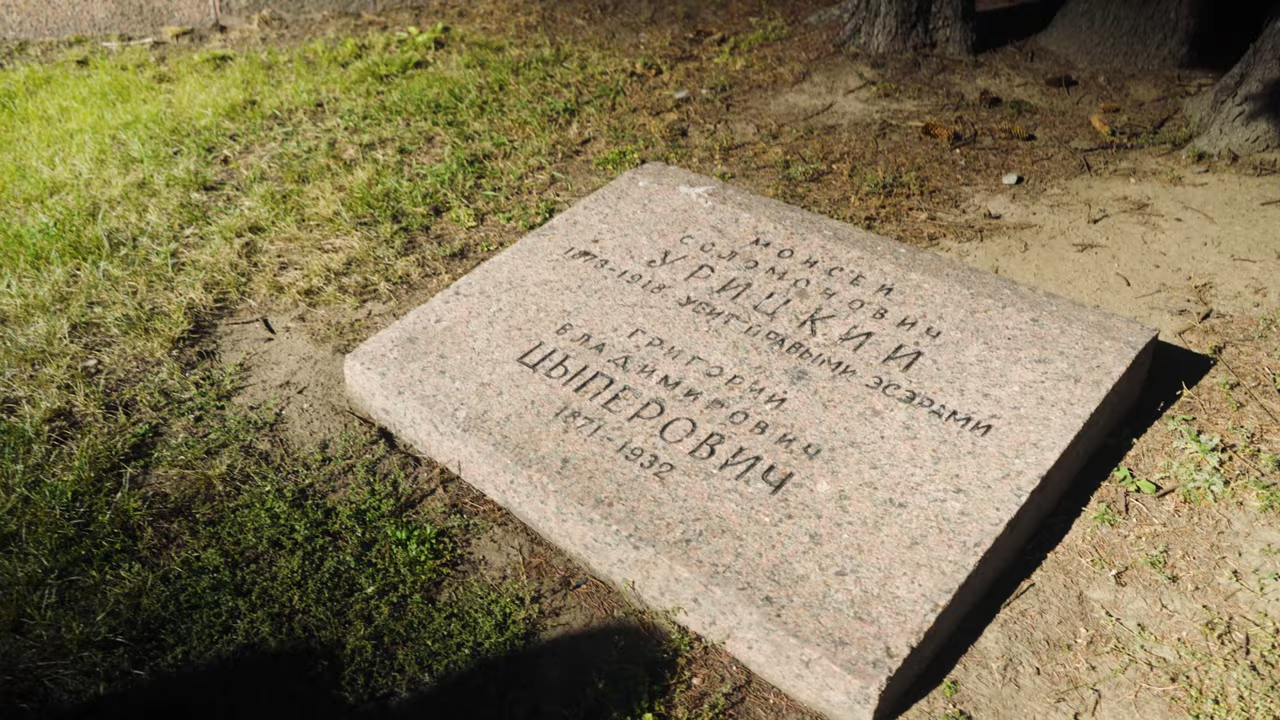 МОИСЕЙ
СОЛОМОНОВИЧ
УРИЦКИЙ
1873-1918 УБИТ ПРАВЫМИ ЭСЭРАМИ
ГРИГОРИЙ
ВЛАДИМИРОВИЧ
ЦЫПЕРОВИЧ
1871-1932